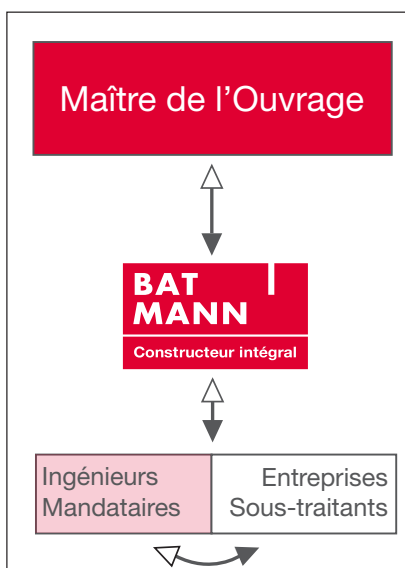 Maître de l'Ouvrage
BAT
MANN
Constructeur intégral
Ingénieurs
Mandataires
Entreprises
Sous-traitants